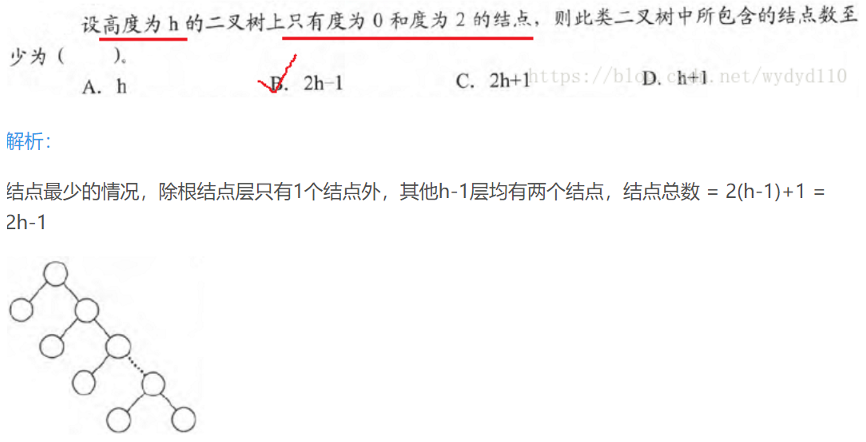 设高度为 h 的二叉树上只有度为 0 和度为 2 的结点，则此类二叉树中所包含的结点数至
少为（  ）。
A. h  B. 2h-1  C. 2h+1  D. h+1
https://blog.csdn.net/wydyd110
解析：
结点最少的情况，除根结点层只有1个结点外，其他h-1层均有两个结点，结点总数 = 2(h-1)+1 =
2h-1